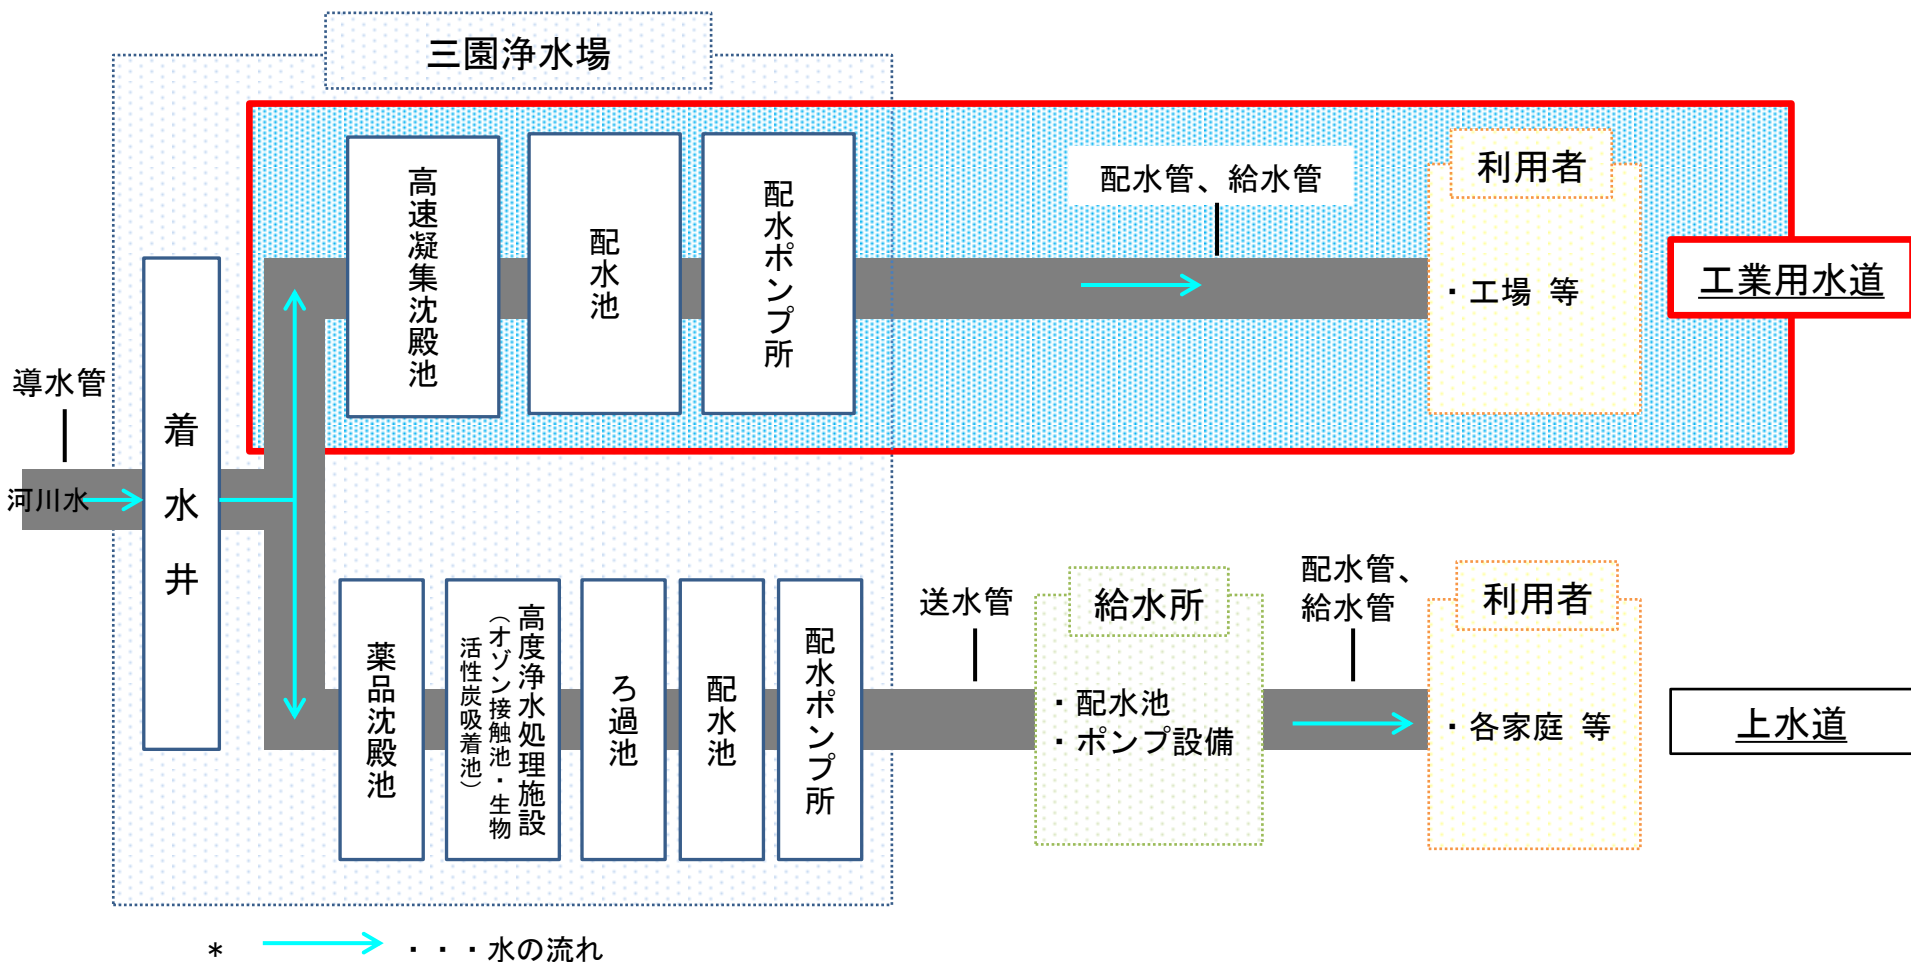 三園浄水場
高速凝集沈殿池
配水池
配水ポンプ所
配水管、給水管
利用者
・工場 等
工業用水道
導水管
河川水
着水井
薬品沈殿池
高度浄水処理施設
（オゾン接触池・生物
活性炭吸着池）
ろ過池
配水池
配水ポンプ所
送水管
給水所
・配水池
・ポンプ設備
配水管、
給水管
利用者
・各家庭 等
上水道
* ・・・水の流れ